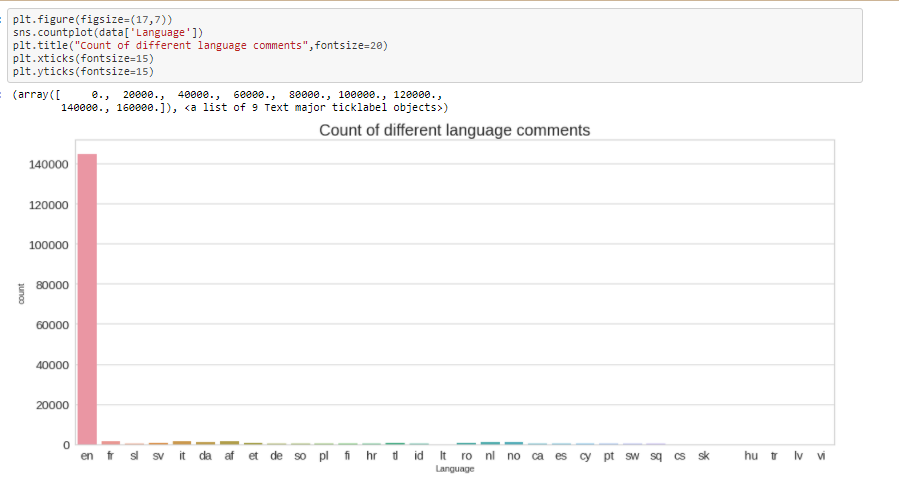 plt.figure(figsize=(17,7))
sns.countplot(data['Language'])
plt.title("Count of different language comments",fontsize=20)
plt.xticks(fontsize=15)
plt.yticks(fontsize=15)
(array([     0.,  20000.,  40000.,  60000.,  80000., 100000., 120000.,
        140000., 160000.]), <a list of 9 Text major ticklabel objects>)
Count of different language comments
140000
120000
100000
80000
60000
40000
20000
0
count
en fr sl sv it da af et de so pl fi hr tl id lt ro nl no ca es cy pt sw sq cs sk hu tr lv vi
Language